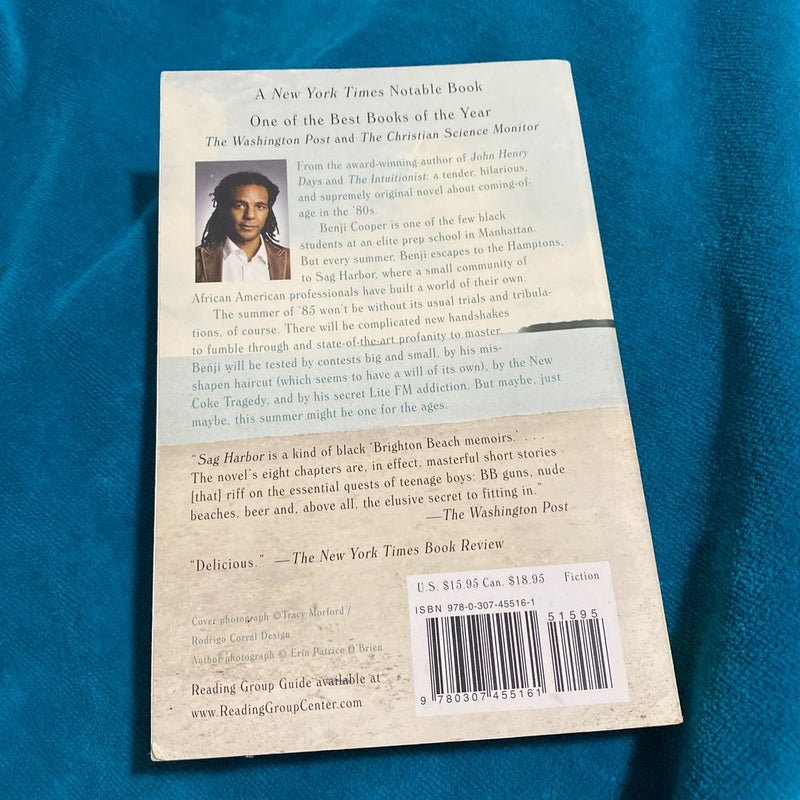 A New York Times Notable Book
One of the Best Books of the Year
The Washington Post and The Christian Science Monitor
From the award-winning author of John Henry
Days and The Intuitionist: a tender, hilarious,
and supremely original novel about coming-of-
age in the '80s.
Benji Cooper is one of the few black
students at an elite prep school in Manhattan.
But every summer, Benji escapes to the Hamptons,
to Sag Harbor, where a small community of
African American professionals have built a world of their own.
The summer of '85 won't be without its usual trials and tribula-
tions, of course. There will be complicated new handshakes
to fumble through and state-of-the-art profanity to master.
Benji will be tested by contests big and small, by his mis-
shapen haircut (which seems to have a will of its own), by the New
Coke Tragedy, and by his secret Lite FM addiction. But maybe, just
maybe, this summer might be one for the ages.
"Sag Harbor is a kind of black 'Brighton Beach memoirs.' . . .
The novel's eight chapters are, in effect, masterful short stories
[that] riff on the essential quests of teenage boys: BB guns, nude
beaches, beer and, above all, the elusive secret to fitting in."
—The Washington Post
"Delicious." —The New York Times Book Review
U.S. $15.95 Can. $18.95 Fiction
ISBN 978-0-307-45516-1
51595
9 780307 455161
Cover photograph ©Tracy Morford /
Rodrigo Corral Design
Author photograph © Erin Patrice O'Brien
Reading Group Guide available at
www.ReadingGroupCenter.com